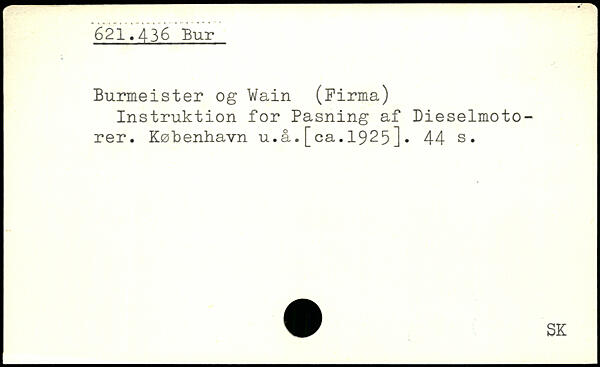 621.436 Bur
Burmeister og Wain (Firma)
Instruktion for Pasning af Dieselmoto-
rer. København u.å.[ca.1925]. 44 s.
SK